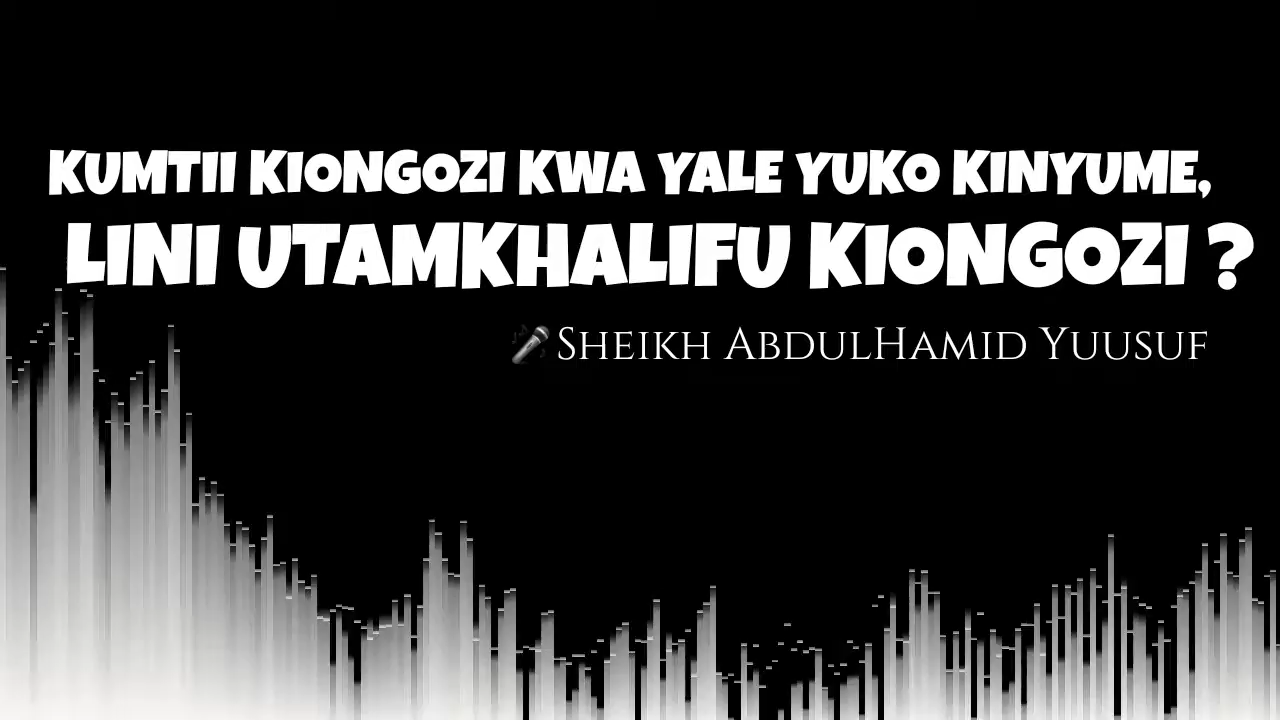 KUMTII KIONGOZI KWA YALE YUKO KINYUME,
LINI UTAMKHALIFU KIONGOZI ?
🎤SHEIKH ABDULHAMID YUUSUF